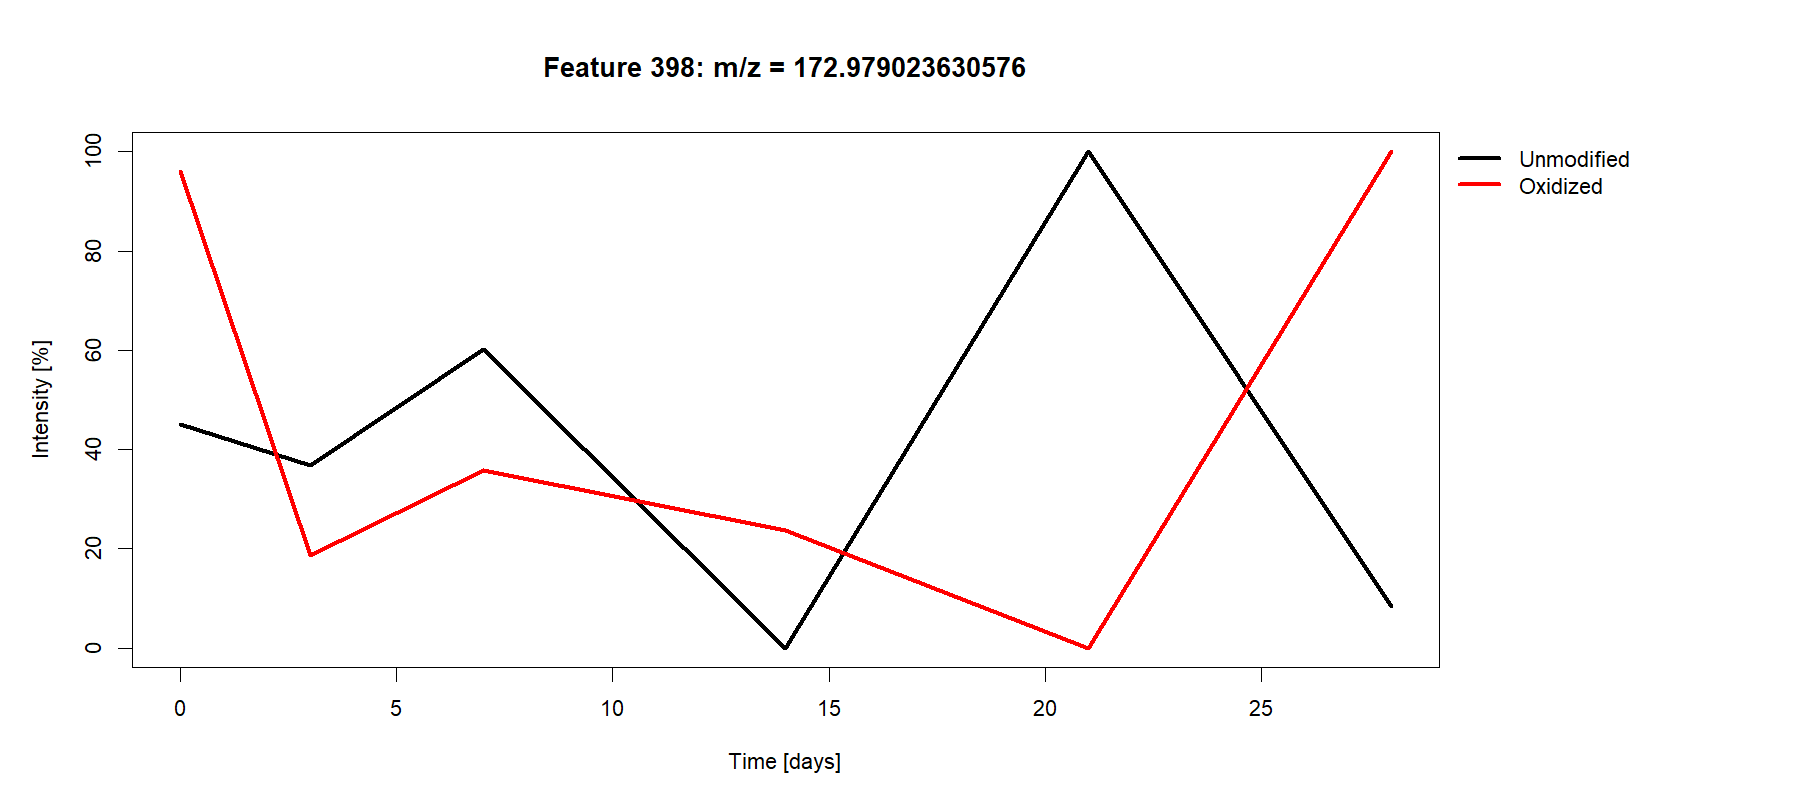 Feature 398: m/z = 172.979023630576
Unmodified
Oxidized
Intensity [%]
100
80
60
40
20
0
0 5 10 15 20 25
Time [days]